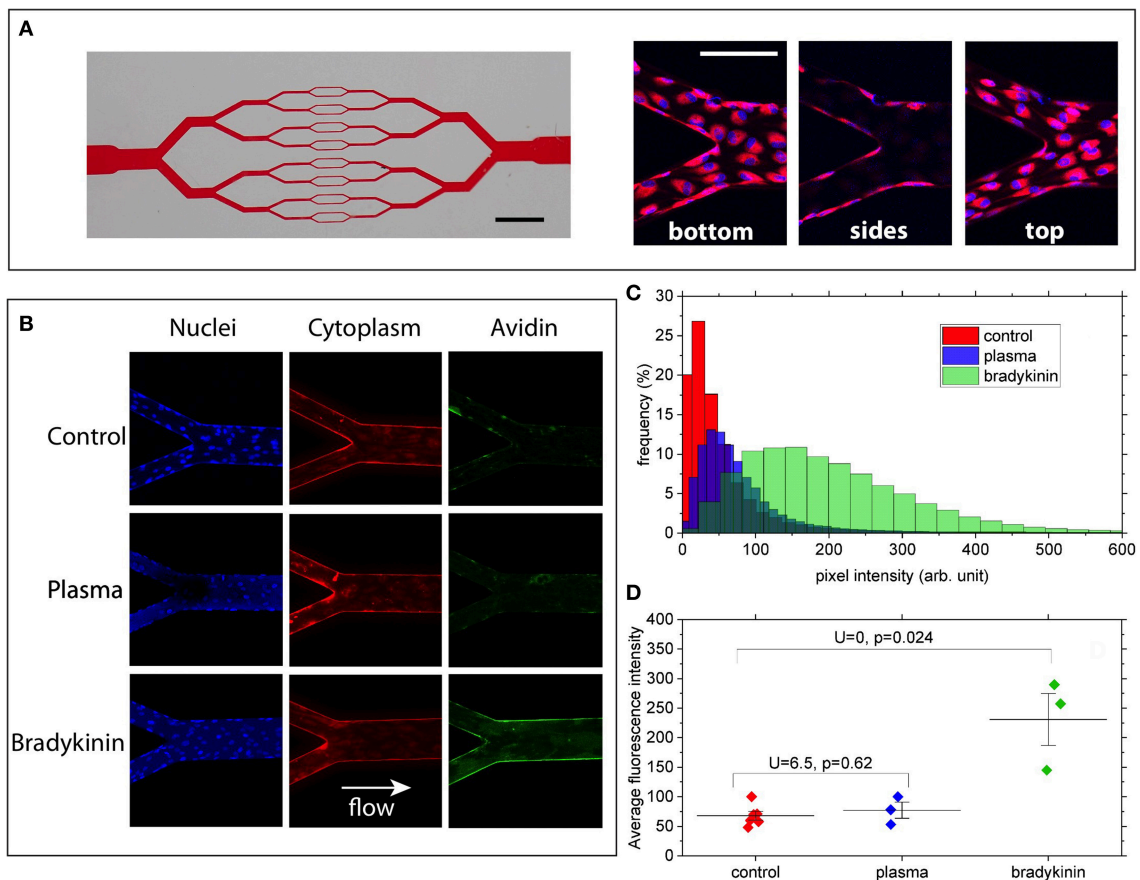 A
bottom
sides
top
B
Nuclei
Cytoplasm
Avidin
Control
Plasma
Bradykinin
flow
C
30
25
20
15
10
5
0
frequency (%)
control
plasma
bradykinin
0
100
200
300
400
500
600
pixel intensity (arb. unit)
D
400
350
300
250
200
150
100
50
0
Average fluorescence intensity
U=0, p=0.024
D
U=6.5, p=0.62
control
plasma
bradykinin